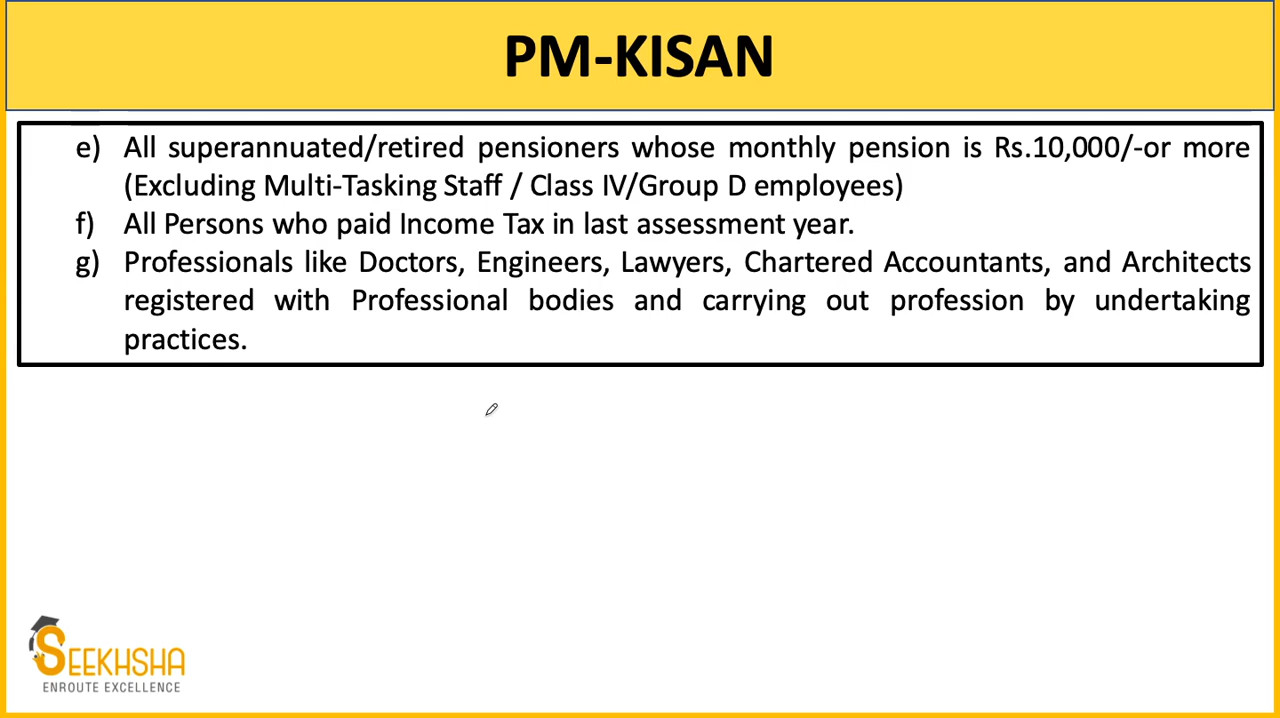 PM-KISAN
e) All superannuated/retired pensioners whose monthly pension is Rs.10,000/-or more
(Excluding Multi-Tasking Staff / Class IV/Group D employees)
f) All Persons who paid Income Tax in last assessment year.
g) Professionals like Doctors, Engineers, Lawyers, Chartered Accountants, and Architects
registered with Professional bodies and carrying out profession by undertaking
practices.
SEEKHSHA
ENROUTE EXCELLENCE